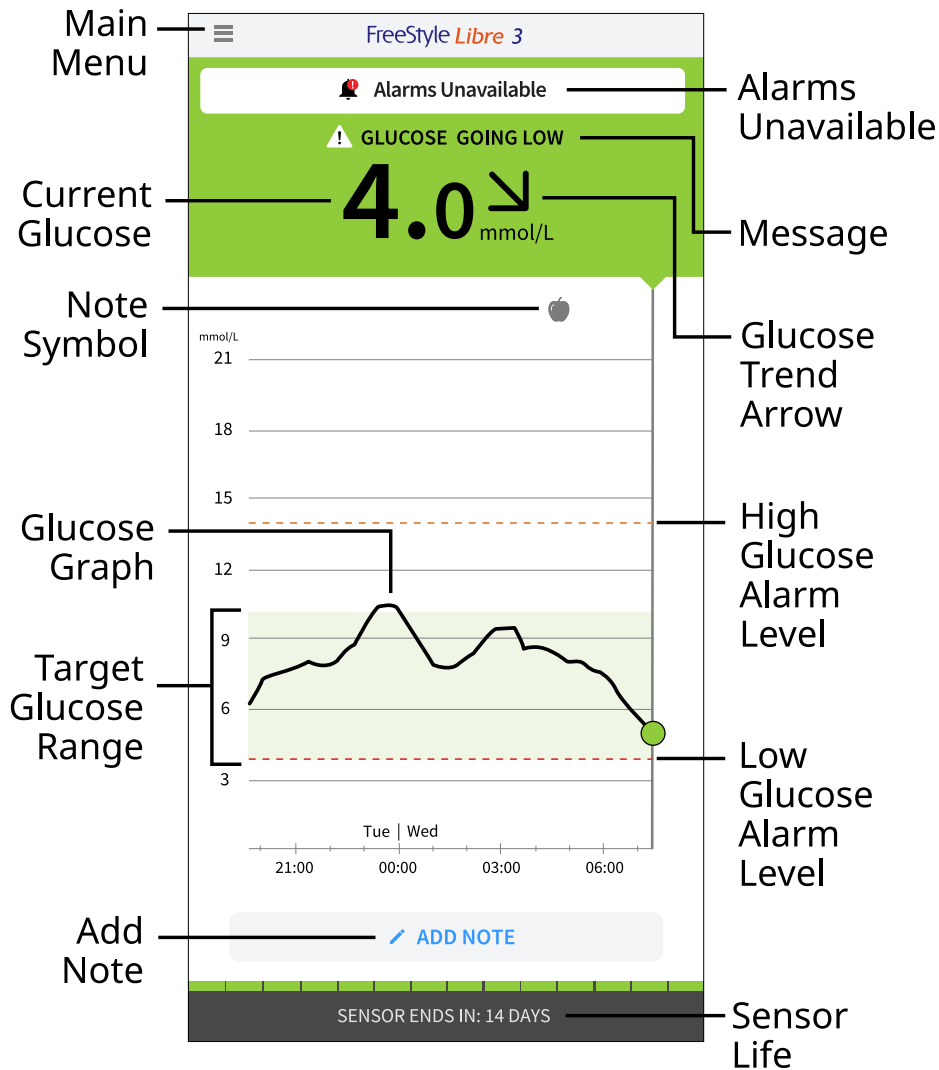 Main
Menu
FreeStyle Libre 3
Alarms Unavailable
Alarms
Unavailable
GLUCOSE GOING LOW
Message
Current
Glucose
4.0
mmol/L
Glucose
Trend
Arrow
Note
Symbol
mmol/L
21
18
15
12
9
6
3
High
Glucose
Alarm
Level
Glucose
Graph
Target
Glucose
Range
Low
Glucose
Alarm
Level
Tue | Wed
21:00 00:00 03:00 06:00
Add
Note
ADD NOTE
SENSOR ENDS IN: 14 DAYS
Sensor
Life